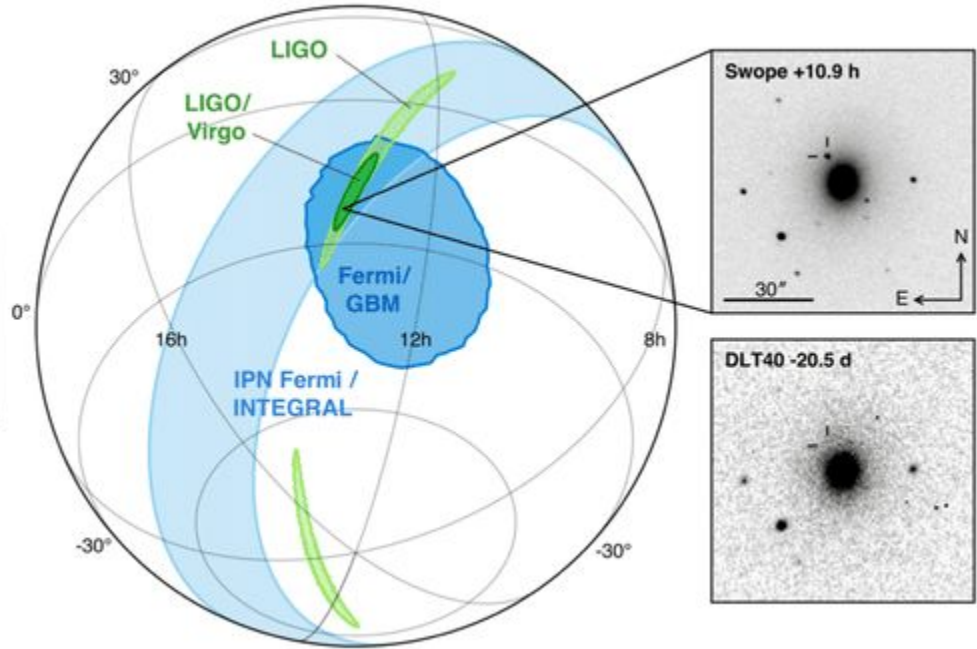 LIGO
30°
LIGO/
Virgo
Fermi/
GBM
0°
16h
12h
8h
IPN Fermi /
INTEGRAL
-30°
-30°
Swope +10.9 h
N
30"
E
DLT40 -20.5 d